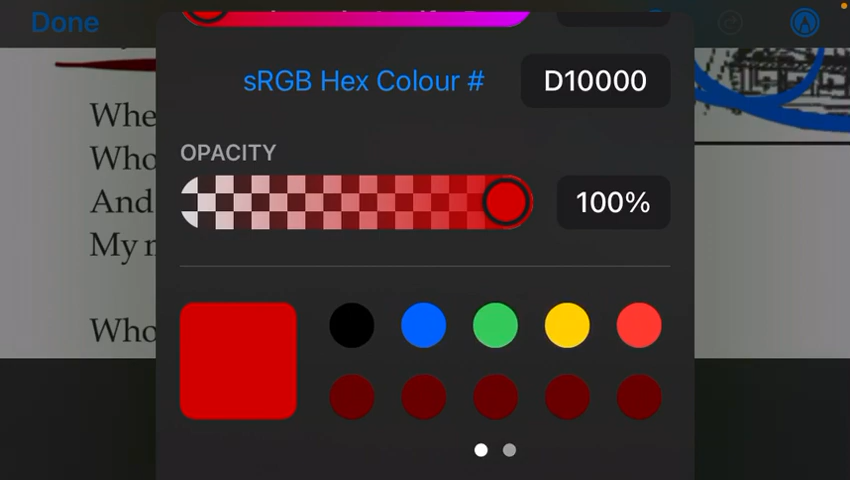 Done
sRGB Hex Colour # D10000
Whe
Who
OPACITY
And
100%
My
Who